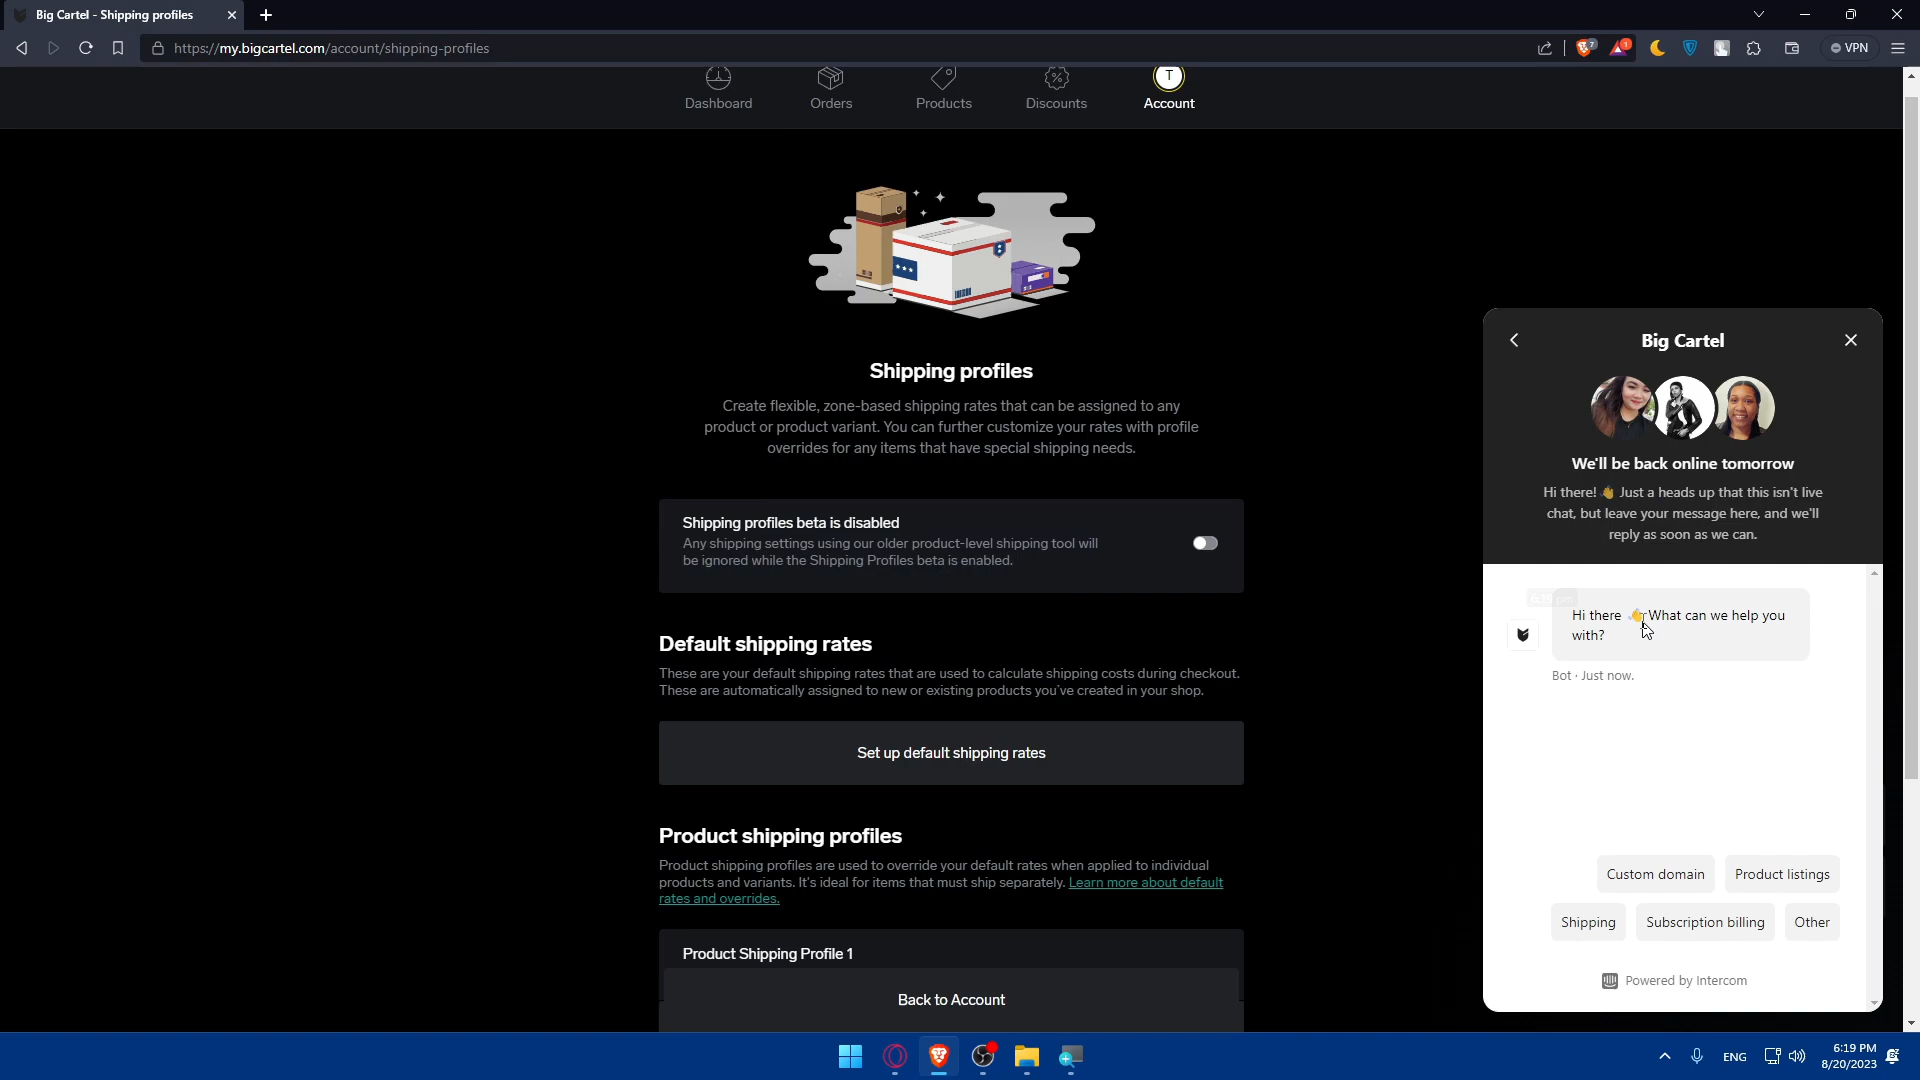 Big Cartel - Shipping profiles
https://my.bigcartel.com/account/shipping-profiles
7
1
VPN
Dashboard
Orders
Products
Discounts
T
Account
Shipping profiles
Create flexible, zone-based shipping rates that can be assigned to any
product or product variant. You can further customize your rates with profile
overrides for any items that have special shipping needs.
Shipping profiles beta is disabled
Any shipping settings using our older product-level shipping tool will
be ignored while the Shipping Profiles beta is enabled.
Default shipping rates
These are your default shipping rates that are used to calculate shipping costs during checkout.
These are automatically assigned to new or existing products you've created in your shop.
Set up default shipping rates
Product shipping profiles
Product shipping profiles are used to override your default rates when applied to individual
products and variants. It's ideal for items that must ship separately. Learn more about default
rates and overrides.
Product Shipping Profile 1
Back to Account
Big Cartel
We'll be back online tomorrow
Hi there! 👋 Just a heads up that this isn't live
chat, but leave your message here, and we'll
reply as soon as we can.
Hi there 👋 What can we help you
with?
Bot · Just now.
Custom domain
Product listings
Shipping
Subscription billing
Other
Powered by Intercom
ENG
6:19 PM
8/20/2023